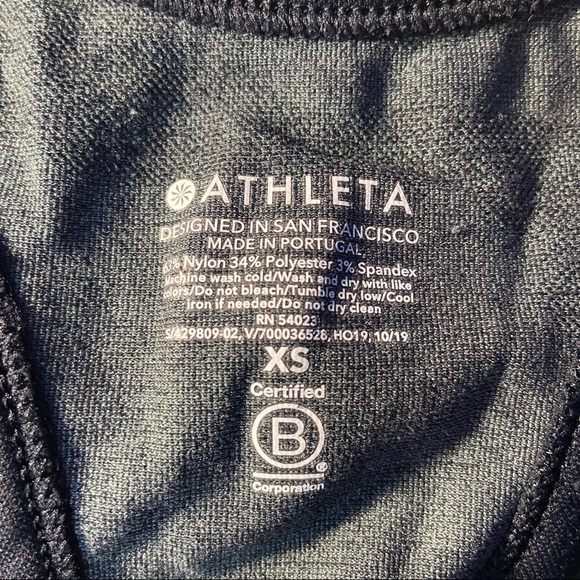 ATHLETA
DESIGNED IN SAN FRANCISCO
MADE IN PORTUGAL
Nylon 34% Polyester 3% Spandex
Machine wash cold/Wash and dry with like
colors/Do not bleach/Tumble dry low/Cool
iron if needed/Do not dry clean
RN 54023
S/429809-02, V/700036528, HO19, 10/19
XS
Certified
B
®
Corporation